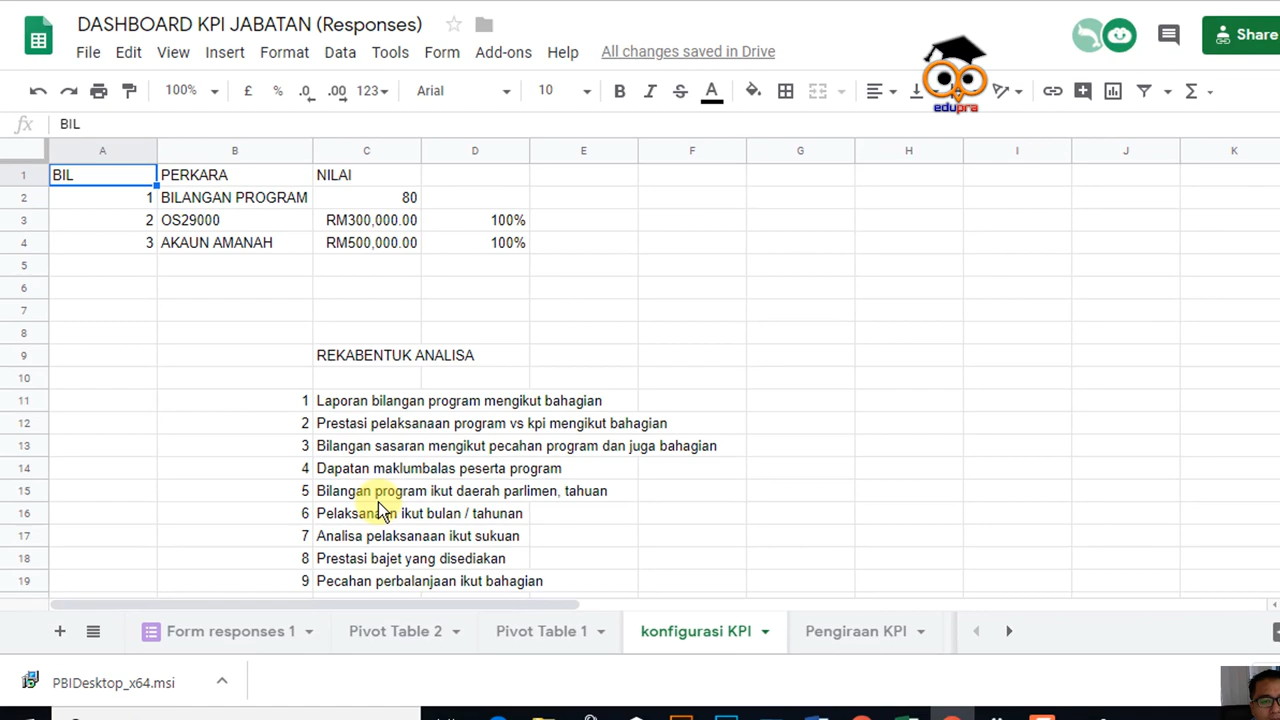 DASHBOARD KPI JABATAN (Responses)
File Edit View Insert Format Data Tools Form Add-ons Help All changes saved in Drive
Share
100% £ % .0 .00 123 Arial 10 B I S A Σ
edupra
fx BIL
A B C D E F G H I J K
1 BIL PERKARA NILAI
2 1 BILANGAN PROGRAM 80
3 2 OS29000 RM300,000.00 100%
4 3 AKAUN AMANAH RM500,000.00 100%
5
6
7
8
9 REKABENTUK ANALISA
10
11 1 Laporan bilangan program mengikut bahagian
12 2 Prestasi pelaksanaan program vs kpi mengikut bahagian
13 3 Bilangan sasaran mengikut pecahan program dan juga bahagian
14 4 Dapatan maklumbalas peserta program
15 5 Bilangan program ikut daerah parlimen, tahuan
16 6 Pelaksanaan ikut bulan / tahunan
17 7 Analisa pelaksanaan ikut sukuan
18 8 Prestasi bajet yang disediakan
19 9 Pecahan perbalanjaan ikut bahagian
Form responses 1 Pivot Table 2 Pivot Table 1 konfigurasi KPI Pengiraan KPI
PBIDesktop_x64.msi